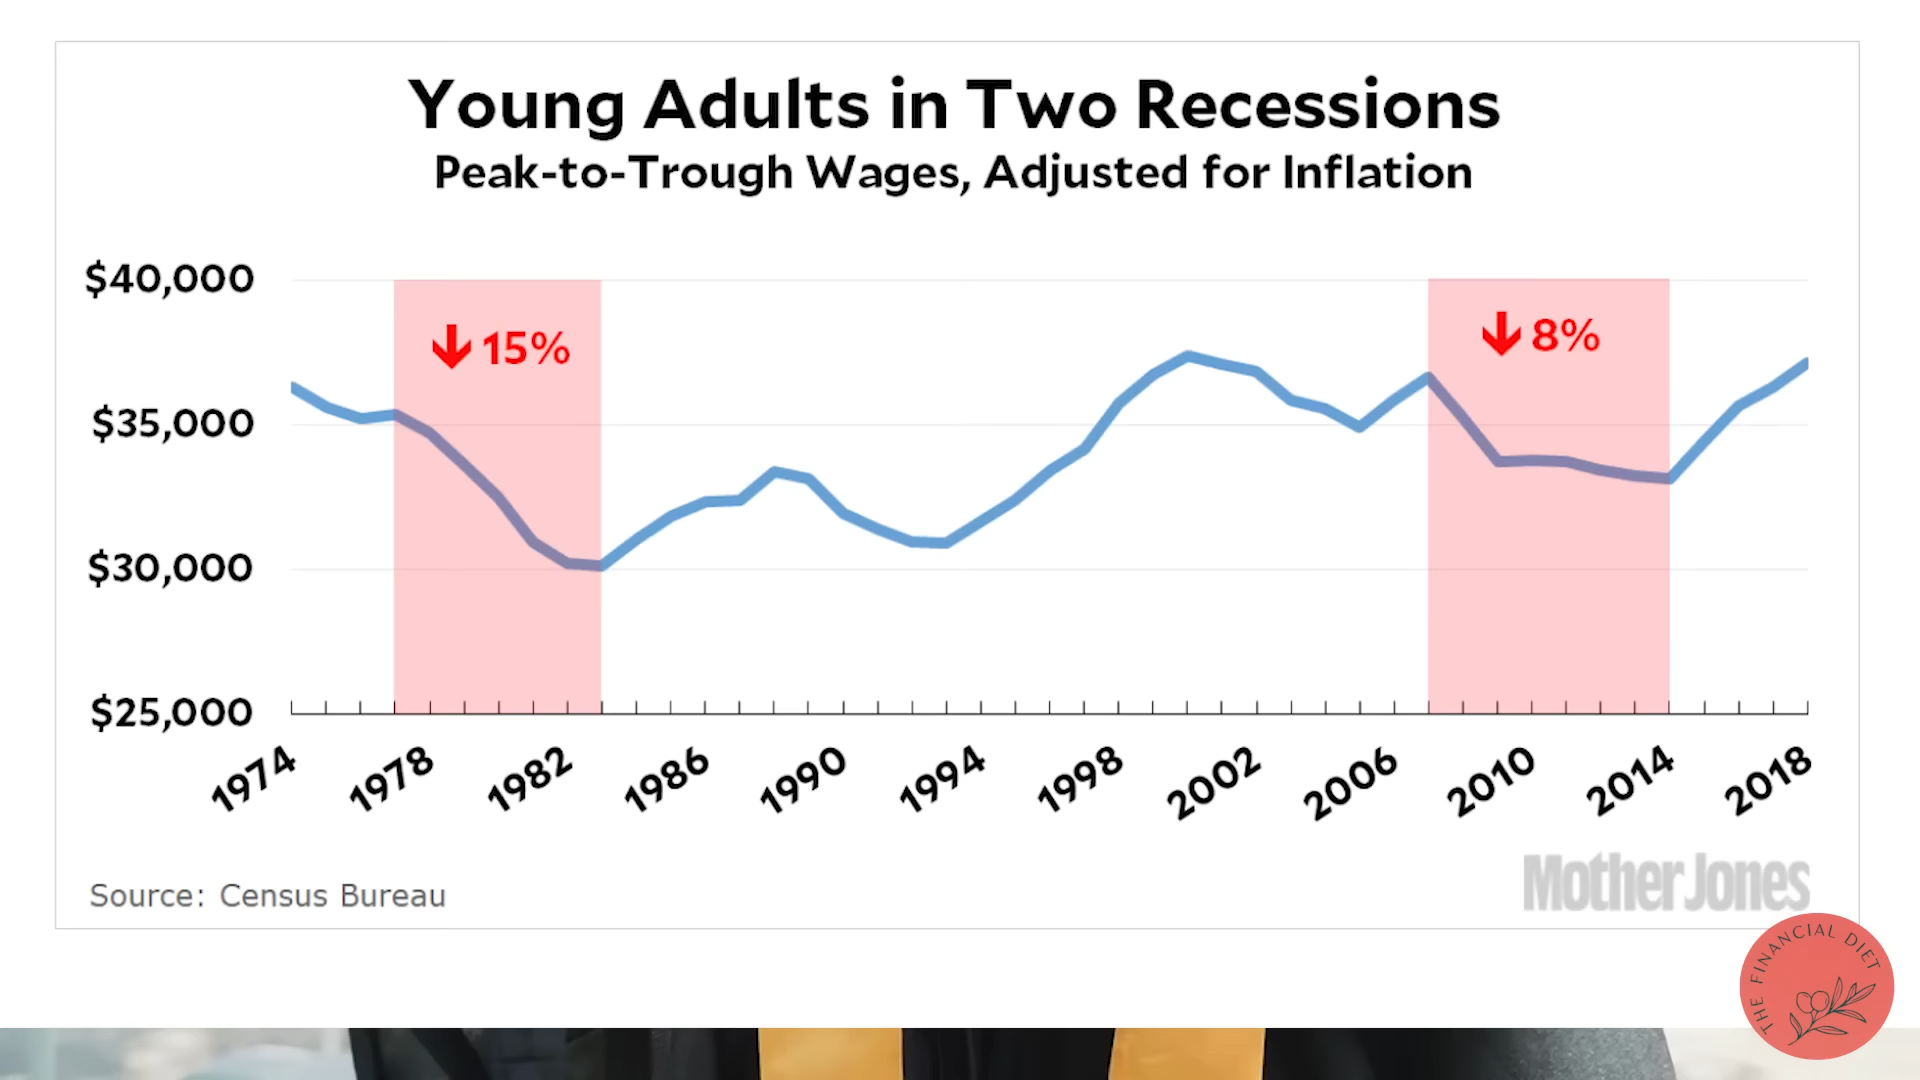 Young Adults in Two Recessions
Peak-to-Trough Wages, Adjusted for Inflation
$40,000
$35,000
$30,000
$25,000
↓ 15%
↓ 8%
1974 1978 1982 1986 1990 1994 1998 2002 2006 2010 2014 2018
Source: Census Bureau
Mother Jones
THE FINANCIAL DIET